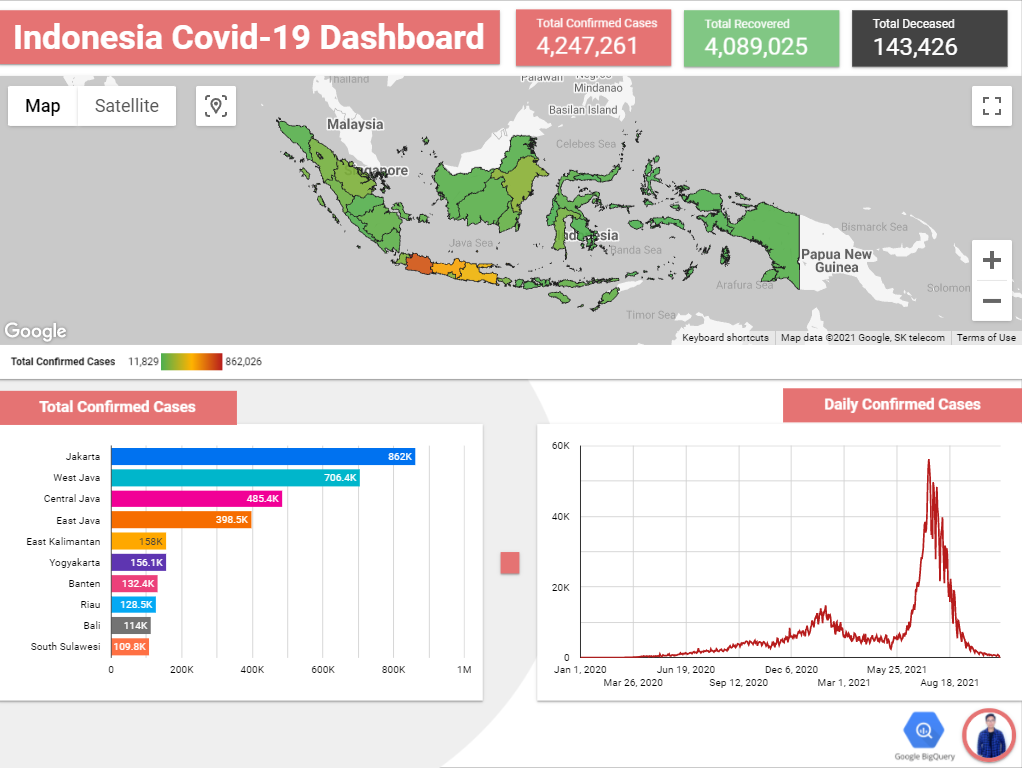 Indonesia Covid-19 Dashboard
Total Confirmed Cases
4,247,261
Total Recovered
4,089,025
Total Deceased
143,426
Map
Satellite
Thailand
Palawan
Negros
Mindanao
Basilan Island
Malaysia
Celebes Sea
Singapore
Java Sea
Indonesia
Banda Sea
Bismarck Sea
Papua New
Guinea
Arafura Sea
Solomon
Timor Sea
Google
Keyboard shortcuts
Map data ©2021 Google, SK telecom
Terms of Use
Total Confirmed Cases
11,829
862,026
Total Confirmed Cases
Jakarta 862K
West Java 706.4K
Central Java 485.4K
East Java 398.5K
East Kalimantan 158K
Yogyakarta 156.1K
Banten 132.4K
Riau 128.5K
Bali 114K
South Sulawesi 109.8K
0 200K 400K 600K 800K 1M
Daily Confirmed Cases
60K
40K
20K
0
Jan 1, 2020 Jun 19, 2020 Dec 6, 2020 May 25, 2021
Mar 26, 2020 Sep 12, 2020 Mar 1, 2021 Aug 18, 2021
Google BigQuery